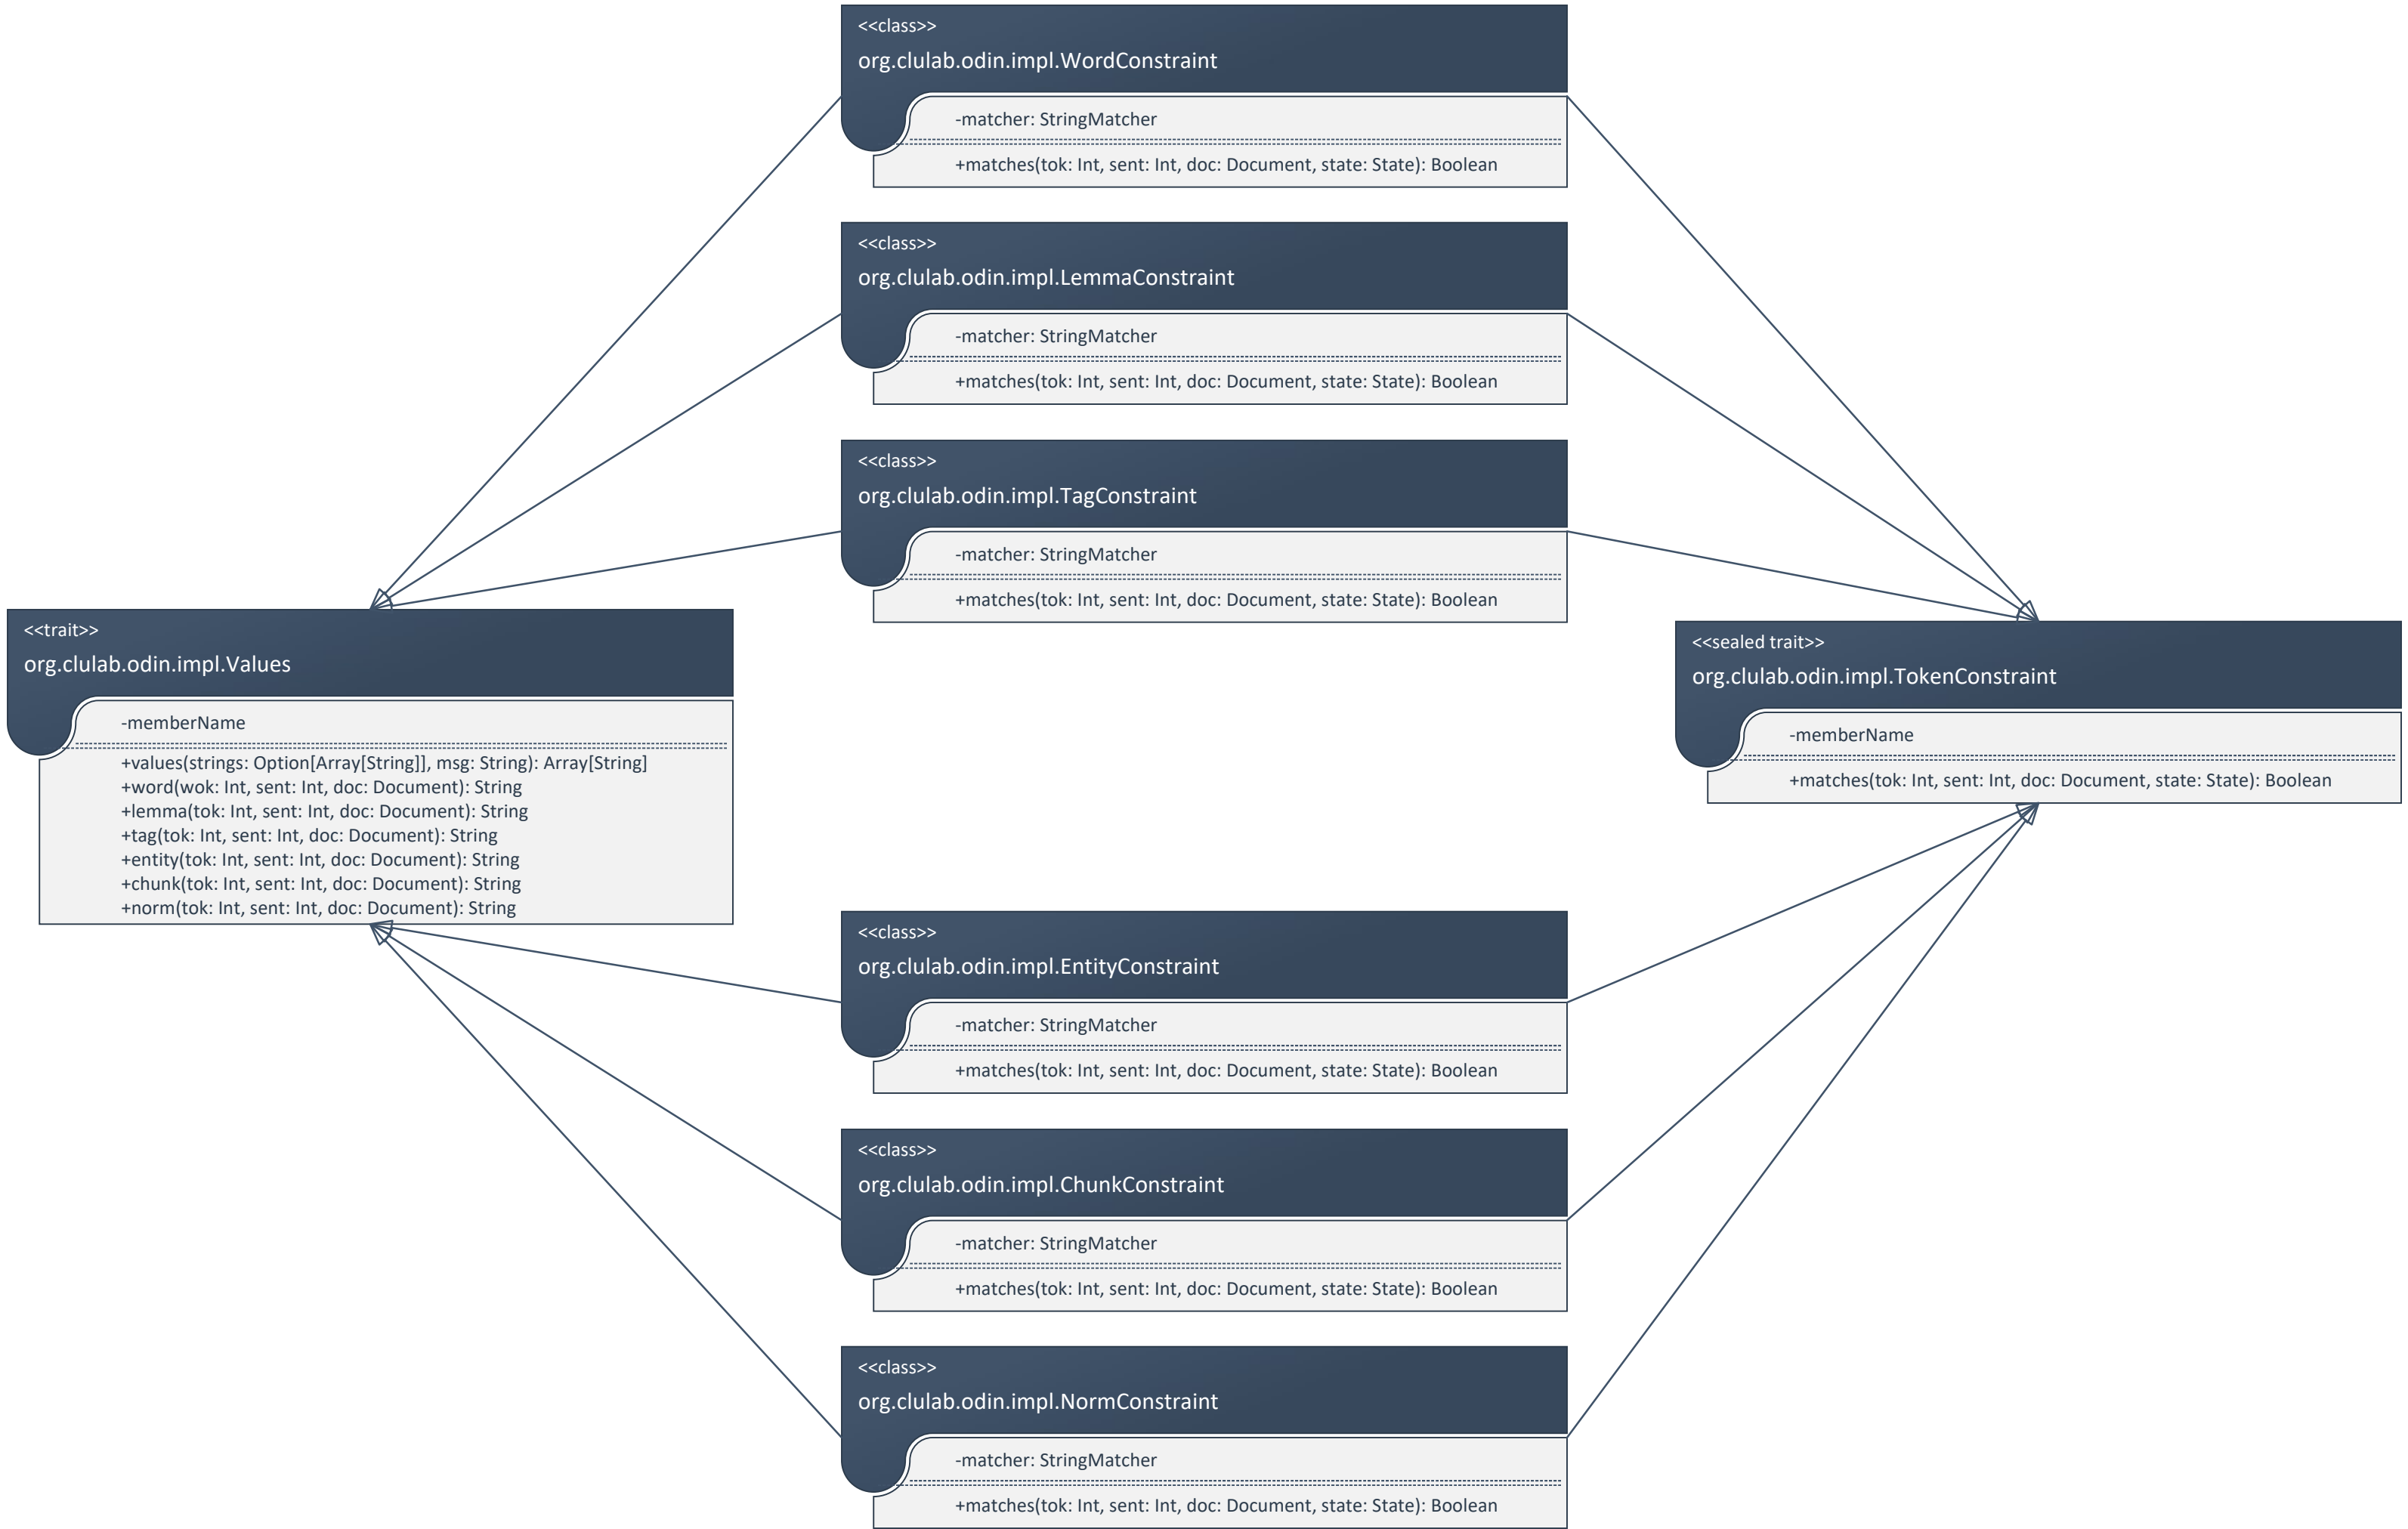 <<class>>
org.clulab.odin.impl.WordConstraint
-matcher: StringMatcher
+matches(tok: Int, sent: Int, doc: Document, state: State): Boolean
<<class>>
org.clulab.odin.impl.LemmaConstraint
-matcher: StringMatcher
+matches(tok: Int, sent: Int, doc: Document, state: State): Boolean
<<class>>
org.clulab.odin.impl.TagConstraint
-matcher: StringMatcher
+matches(tok: Int, sent: Int, doc: Document, state: State): Boolean
<<trait>>
org.clulab.odin.impl.Values
-memberName
+values(strings: Option[Array[String]], msg: String): Array[String]
+word(wok: Int, sent: Int, doc: Document): String
+lemma(tok: Int, sent: Int, doc: Document): String
+tag(tok: Int, sent: Int, doc: Document): String
+entity(tok: Int, sent: Int, doc: Document): String
+chunk(tok: Int, sent: Int, doc: Document): String
+norm(tok: Int, sent: Int, doc: Document): String
<<sealed trait>>
org.clulab.odin.impl.TokenConstraint
-memberName
+matches(tok: Int, sent: Int, doc: Document, state: State): Boolean
<<class>>
org.clulab.odin.impl.EntityConstraint
-matcher: StringMatcher
+matches(tok: Int, sent: Int, doc: Document, state: State): Boolean
<<class>>
org.clulab.odin.impl.ChunkConstraint
-matcher: StringMatcher
+matches(tok: Int, sent: Int, doc: Document, state: State): Boolean
<<class>>
org.clulab.odin.impl.NormConstraint
-matcher: StringMatcher
+matches(tok: Int, sent: Int, doc: Document, state: State): Boolean